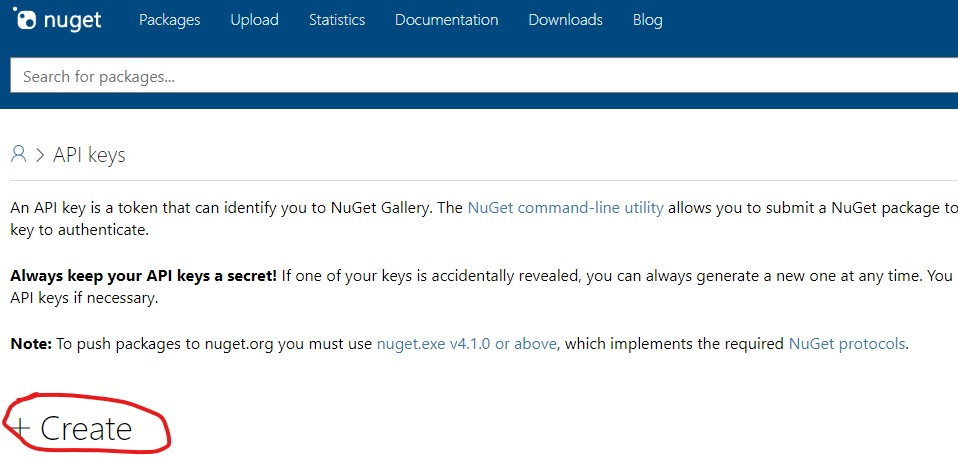 nuget Packages Upload Statistics Documentation Downloads Blog
Search for packages...
> API keys
An API key is a token that can identify you to NuGet Gallery. The NuGet command-line utility allows you to submit a NuGet package to
key to authenticate.
Always keep your API keys a secret! If one of your keys is accidentally revealed, you can always generate a new one at any time. You
API keys if necessary.
Note: To push packages to nuget.org you must use nuget.exe v4.1.0 or above, which implements the required NuGet protocols.
+ Create